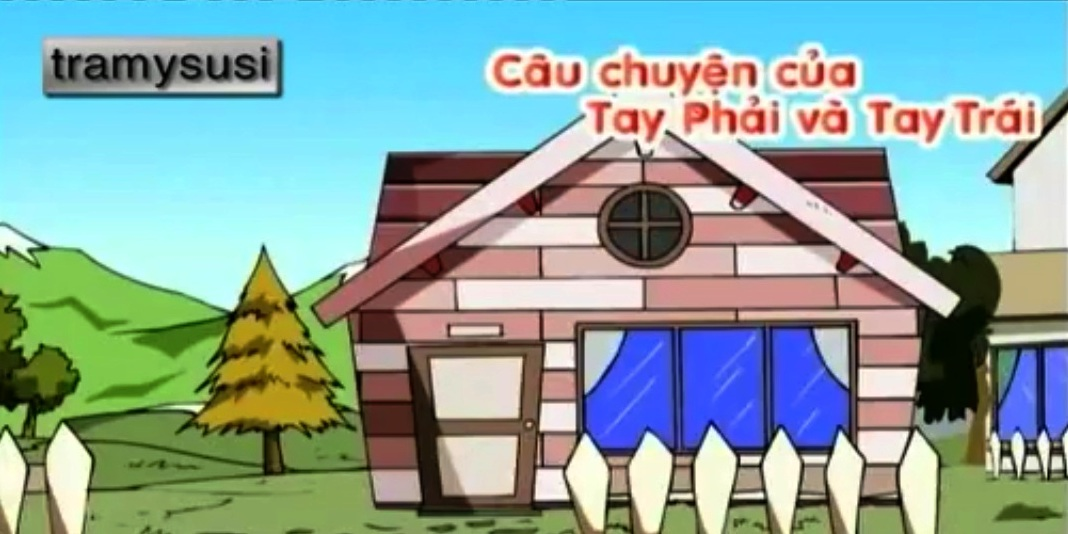 tramysusi
Câu chuyện của
Tay Phải và Tay Trái